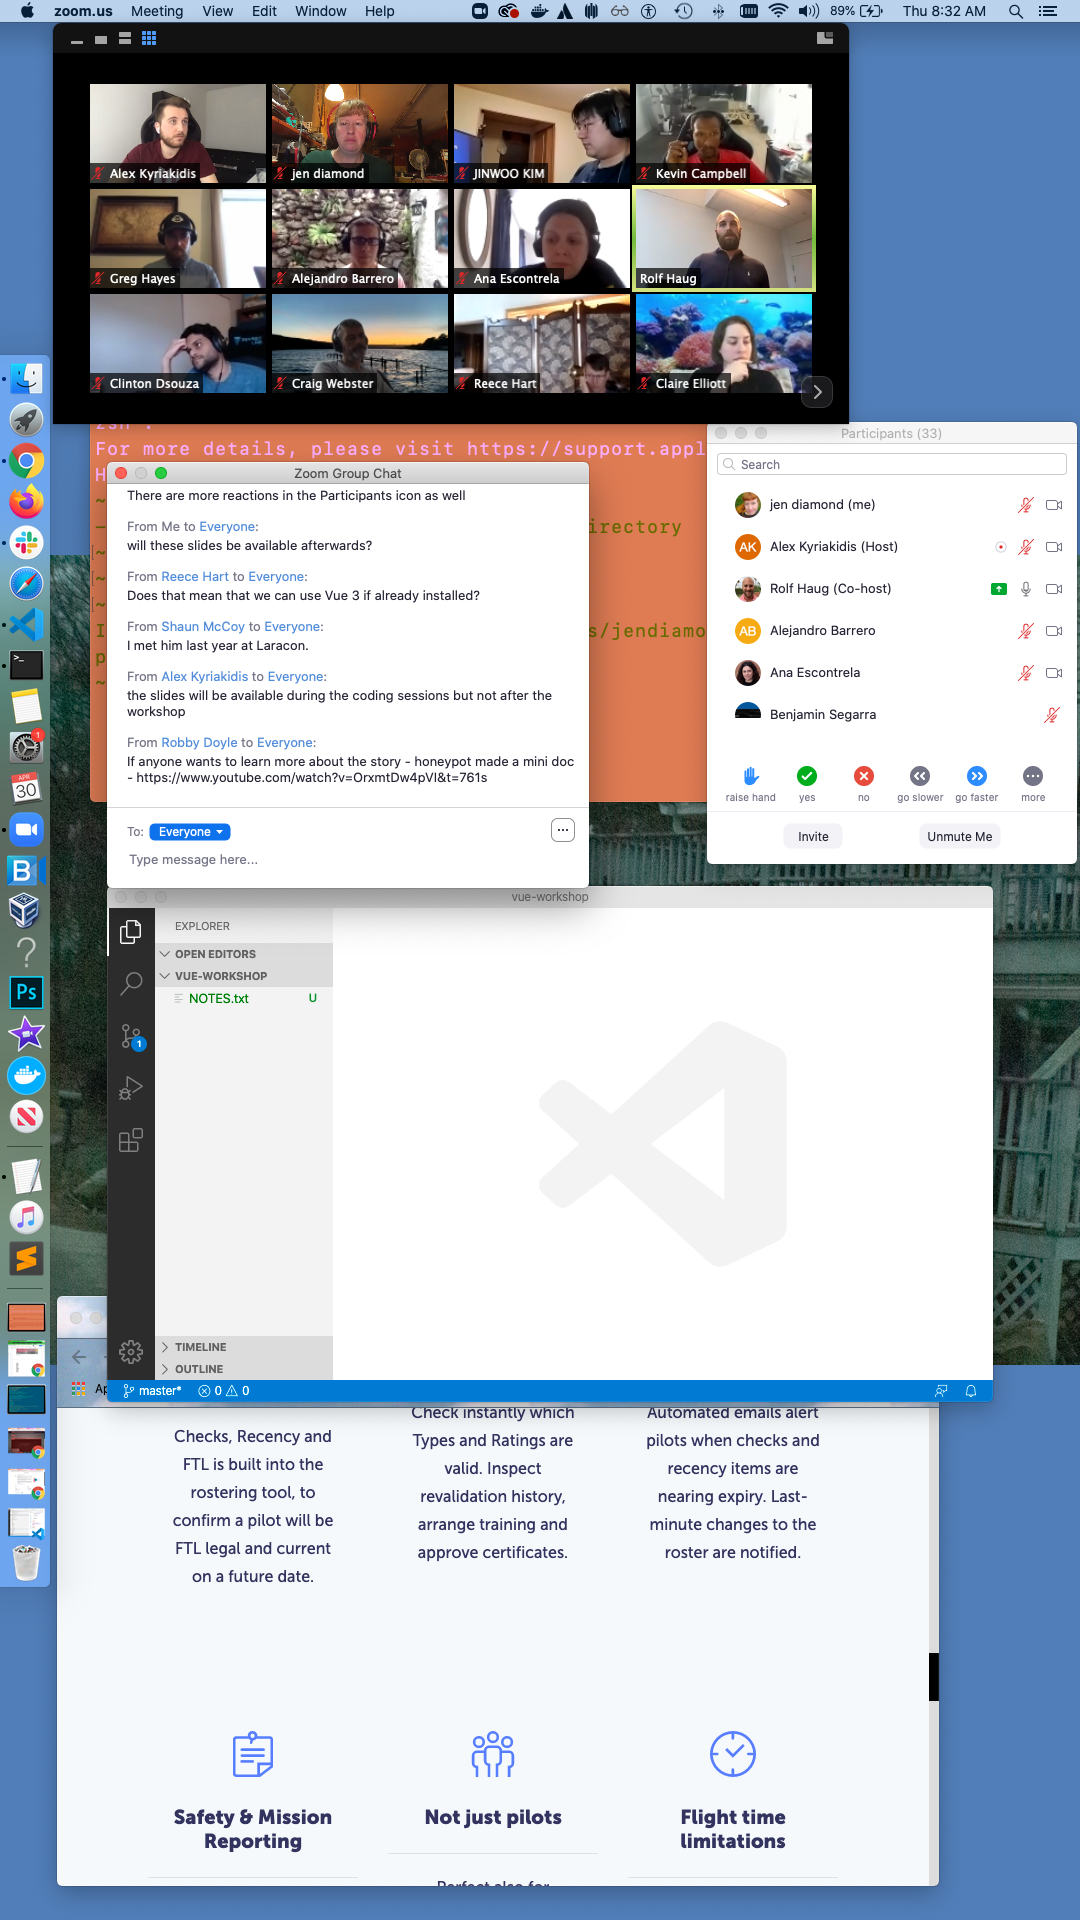 zoom.us Meeting View Edit Window Help 89% Thu 8:32 AM
Alex Kyriakidis
jen diamond
JINWOO KIM
Kevin Campbell
Greg Hayes
Alejandro Barrero
Ana Escontrela
Rolf Haug
Clinton Dsouza
Craig Webster
Reece Hart
Claire Elliott
For more details, please visit https://support.appl
H
irectory
I
s/jendiamo
p
Zoom Group Chat
There are more reactions in the Participants icon as well
From Me to Everyone:
will these slides be available afterwards?
From Reece Hart to Everyone:
Does that mean that we can use Vue 3 if already installed?
From Shaun McCoy to Everyone:
I met him last year at Laracon.
From Alex Kyriakidis to Everyone:
the slides will be available during the coding sessions but not after the
workshop
From Robby Doyle to Everyone:
If anyone wants to learn more about the story - honeypot made a mini doc
- https://www.youtube.com/watch?v=OrxmtDw4pVI&t=761s
To: Everyone
Type message here...
Participants (33)
Search
jen diamond (me)
AK Alex Kyriakidis (Host)
Rolf Haug (Co-host)
AB Alejandro Barrero
Ana Escontrela
Benjamin Segarra
raise hand yes no go slower go faster more
Invite Unmute Me
1
APR
30
B
?
Ps
vue-workshop
EXPLORER
OPEN EDITORS
VUE-WORKSHOP
NOTES.txt U
1
TIMELINE
OUTLINE
master* 0 0
Ap
Checks, Recency and
FTL is built into the
rostering tool, to
confirm a pilot will be
FTL legal and current
on a future date.
Check instantly which
Types and Ratings are
valid. Inspect
revalidation history,
arrange training and
approve certificates.
Automated emails alert
pilots when checks and
recency items are
nearing expiry. Last-
minute changes to the
roster are notified.
Safety & Mission
Reporting
Not just pilots
Perfect also for
Flight time
limitations